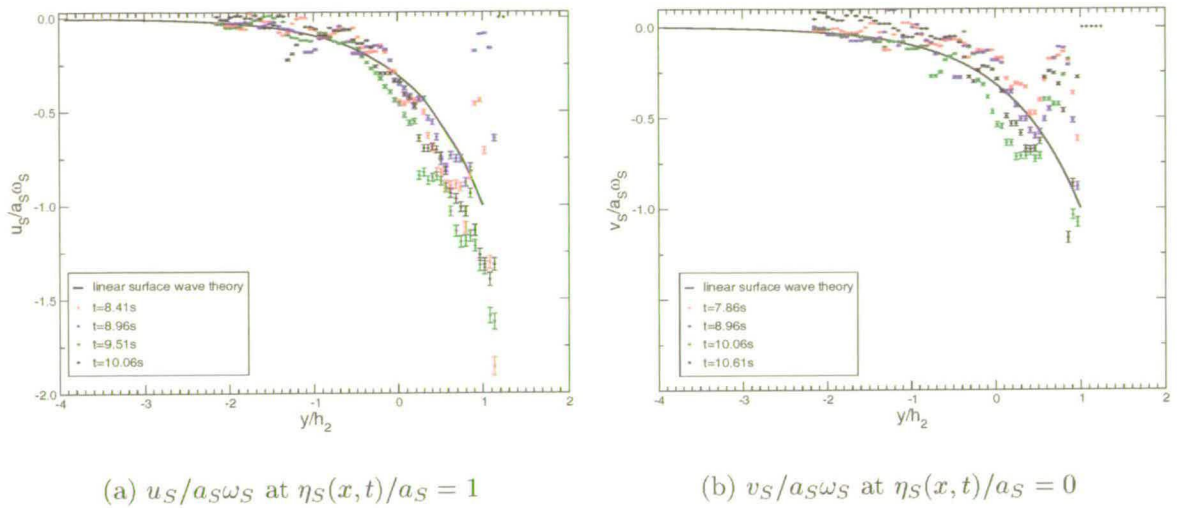 0.0
-0.5
-1.0
-1.5
-2.0
u_S/a_Sω_S
linear surface wave theory
t=8.41s
t=8.96s
t=9.51s
t=10.06s
-4 -3 -2 -1 0 1 2
y/h_2
(a) u_S/a_Sω_S at η_S(x, t)/a_S = 1
0.0
-0.5
-1.0
v_S/a_Sω_S
linear surface wave theory
t=7.86s
t=8.96s
t=10.06s
t=10.61s
-4 -3 -2 -1 0 1 2
y/h_2
(b) v_S/a_Sω_S at η_S(x, t)/a_S = 0